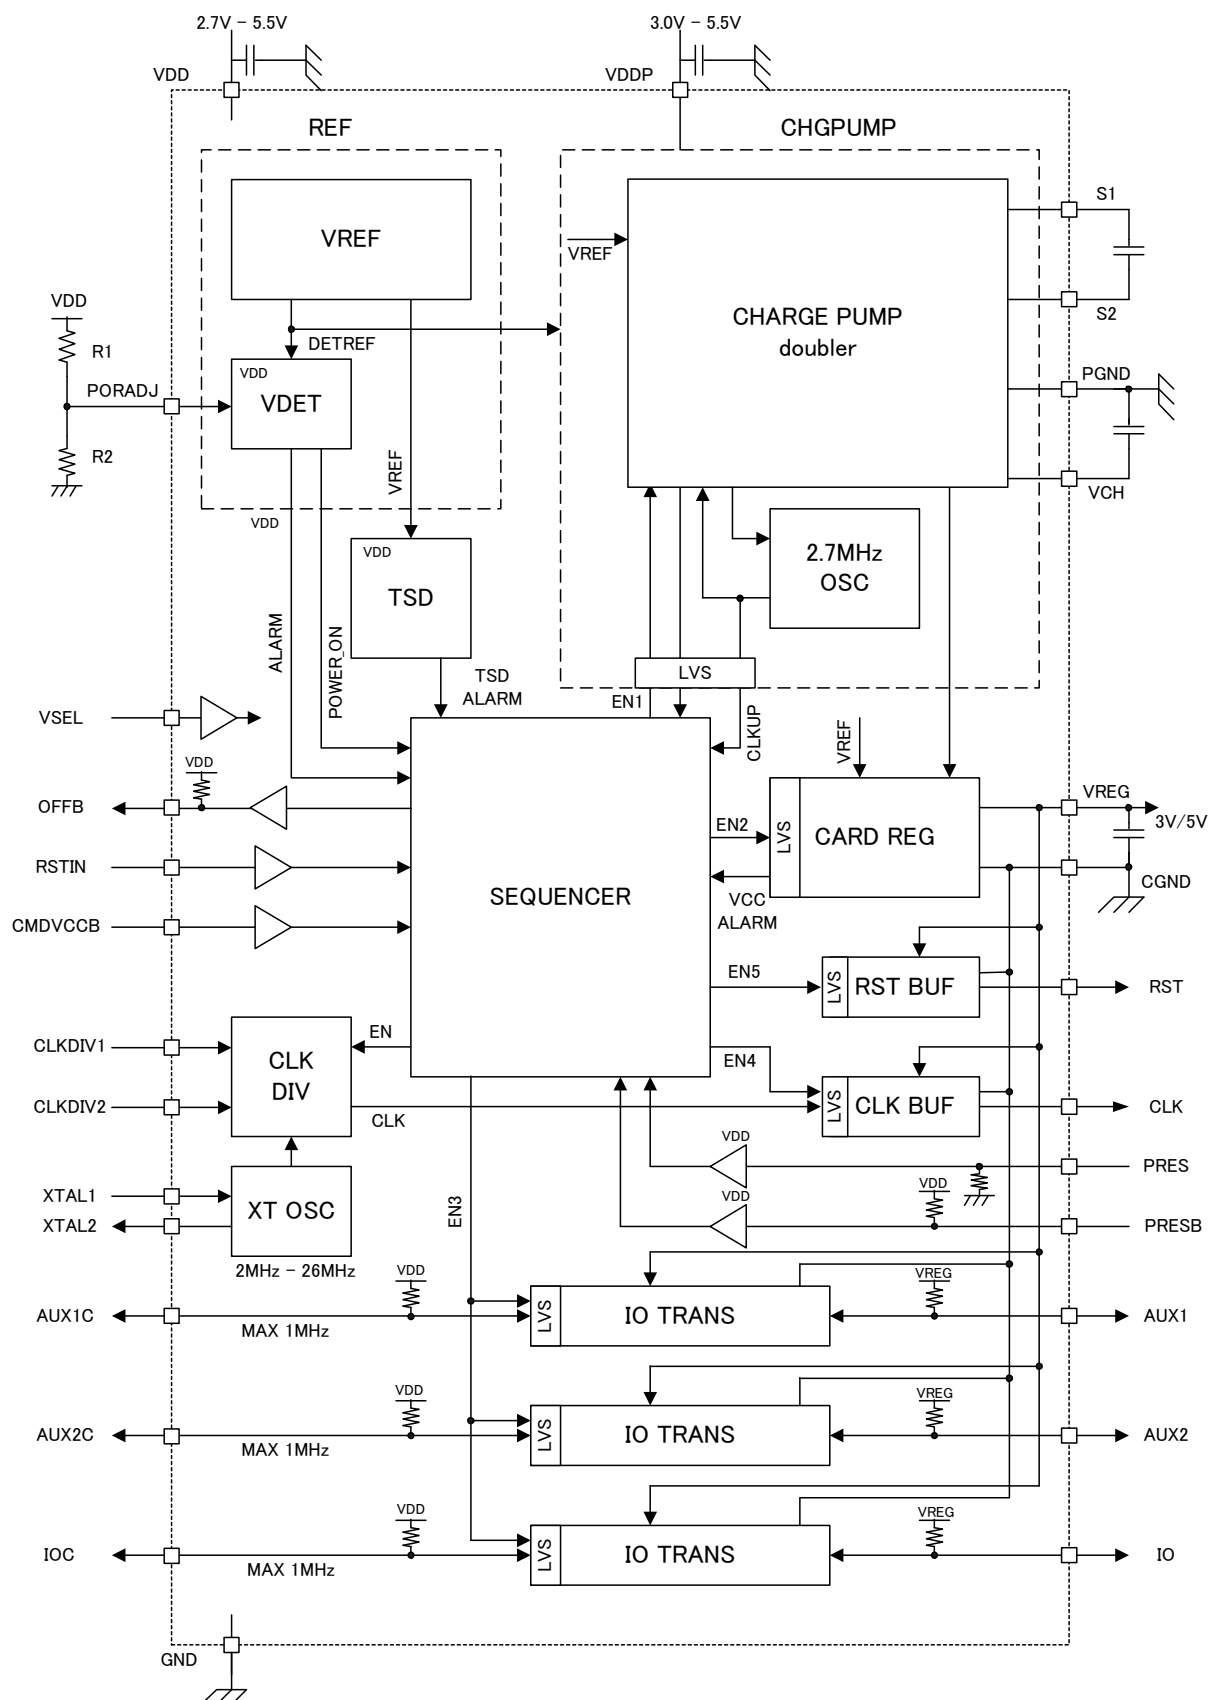 2.7V - 5.5V
3.0V - 5.5V
VDD
VDDP
REF
CHGPUMP
VREF
S1
VREF
S2
CHARGE PUMP
doubler
VDD
R1
DETREF
VDD
VDET
PORADJ
PGND
R2
VREF
VCH
VDD
VDD
TSD
2.7MHz
OSC
ALARM
POWER_ON
TSD
ALARM
LVS
EN1
CLKUP
VREF
VSEL
VDD
OFFB
VREG
3V/5V
EN2
LVS
CARD REG
RSTIN
SEQUENCER
VCC
ALARM
CGND
CMDVCCB
EN5
LVS
RST BUF
RST
CLKDIV1
EN
CLK
DIV
EN4
CLKDIV2
CLK
LVS
CLK BUF
CLK
VDD
PRES
XTAL1
XT OSC
EN3
VDD
VDD
XTAL2
PRESB
2MHz - 26MHz
VDD
VREG
AUX1C
MAX 1MHz
LVS
IO TRANS
AUX1
VDD
VREG
AUX2C
MAX 1MHz
LVS
IO TRANS
AUX2
VDD
VREG
IOC
MAX 1MHz
LVS
IO TRANS
IO
GND